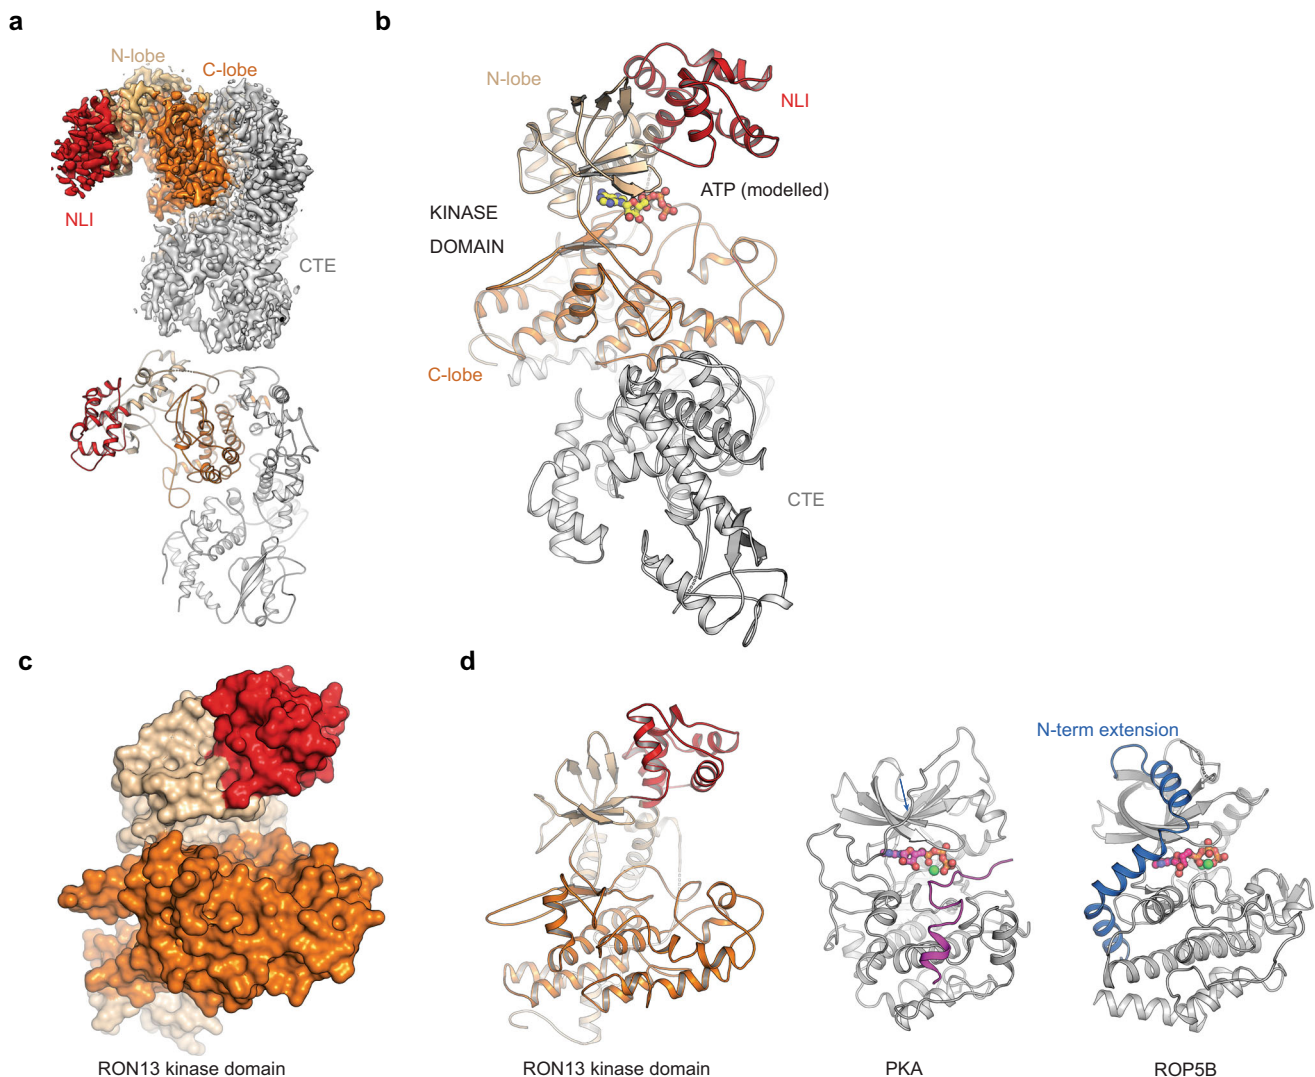 a
N-lobe
C-lobe
NLI
CTE
b
N-lobe
NLI
ATP (modelled)
KINASE
DOMAIN
C-lobe
CTE
c
RON13 kinase domain
d
RON13 kinase domain
PKA
N-term extension
ROP5B